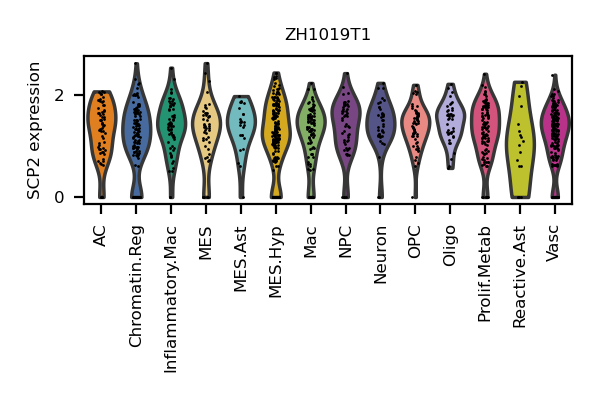 ZH1019T1
SCP2 expression
2
0
AC
Chromatin.Reg
Inflammatory.Mac
MES
MES.Ast
MES.Hyp
Mac
NPC
Neuron
OPC
Oligo
Prolif.Metab
Reactive.Ast
Vasc